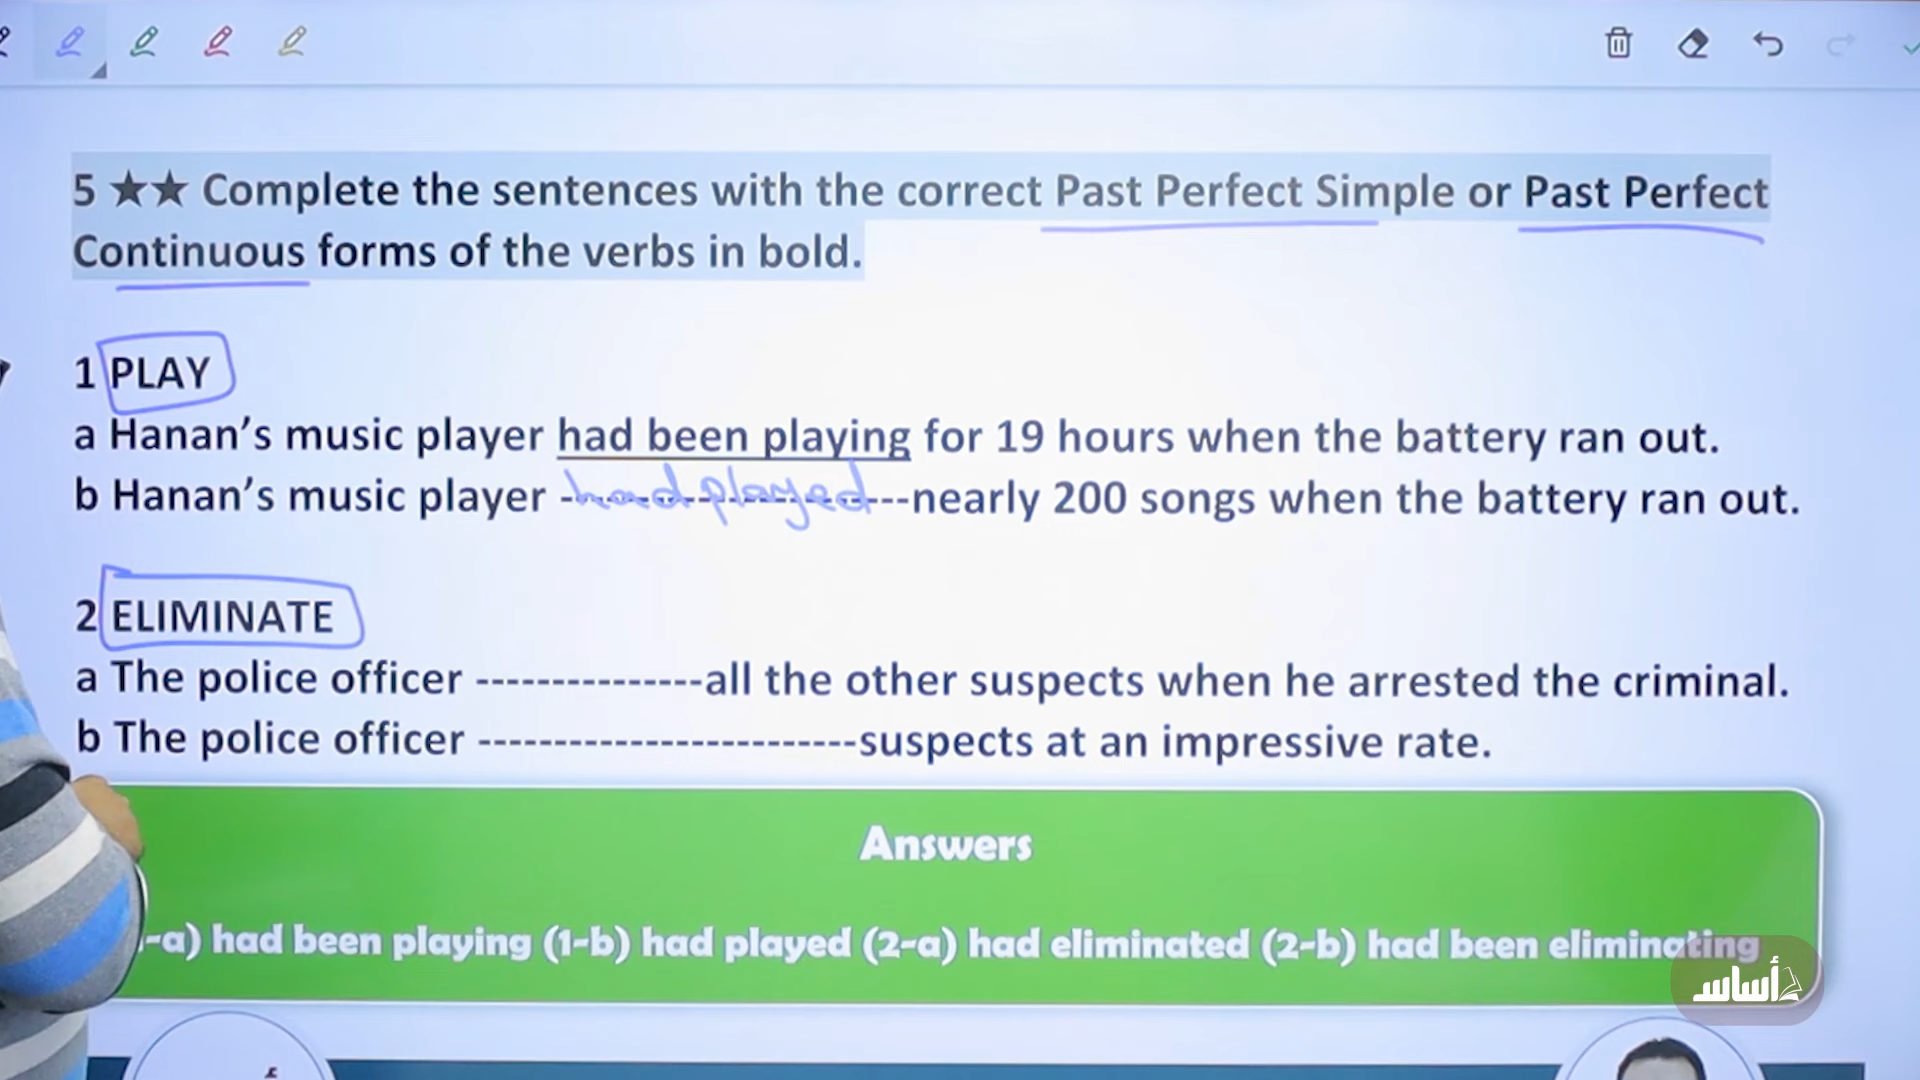 5 ★★ Complete the sentences with the correct Past Perfect Simple or Past Perfect
Continuous forms of the verbs in bold.
1 PLAY
a Hanan’s music player had been playing for 19 hours when the battery ran out.
b Hanan’s music player -had played---nearly 200 songs when the battery ran out.
2 ELIMINATE
a The police officer ---------------all the other suspects when he arrested the criminal.
b The police officer -------------------------suspects at an impressive rate.
Answers
-a) had been playing (1-b) had played (2-a) had eliminated (2-b) had been eliminating
أساس